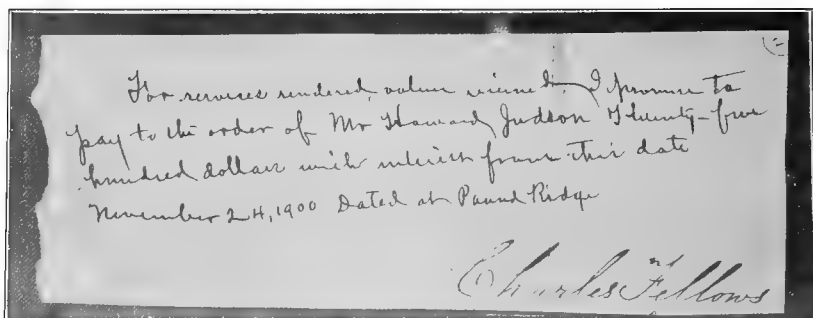 For services rendered, value received, I promise to
pay to the order of Mr Howard Judson Twenty-five
hundred dollars with interest from this date
November 24, 1900 Dated at Pound Ridge
Charles Fellows